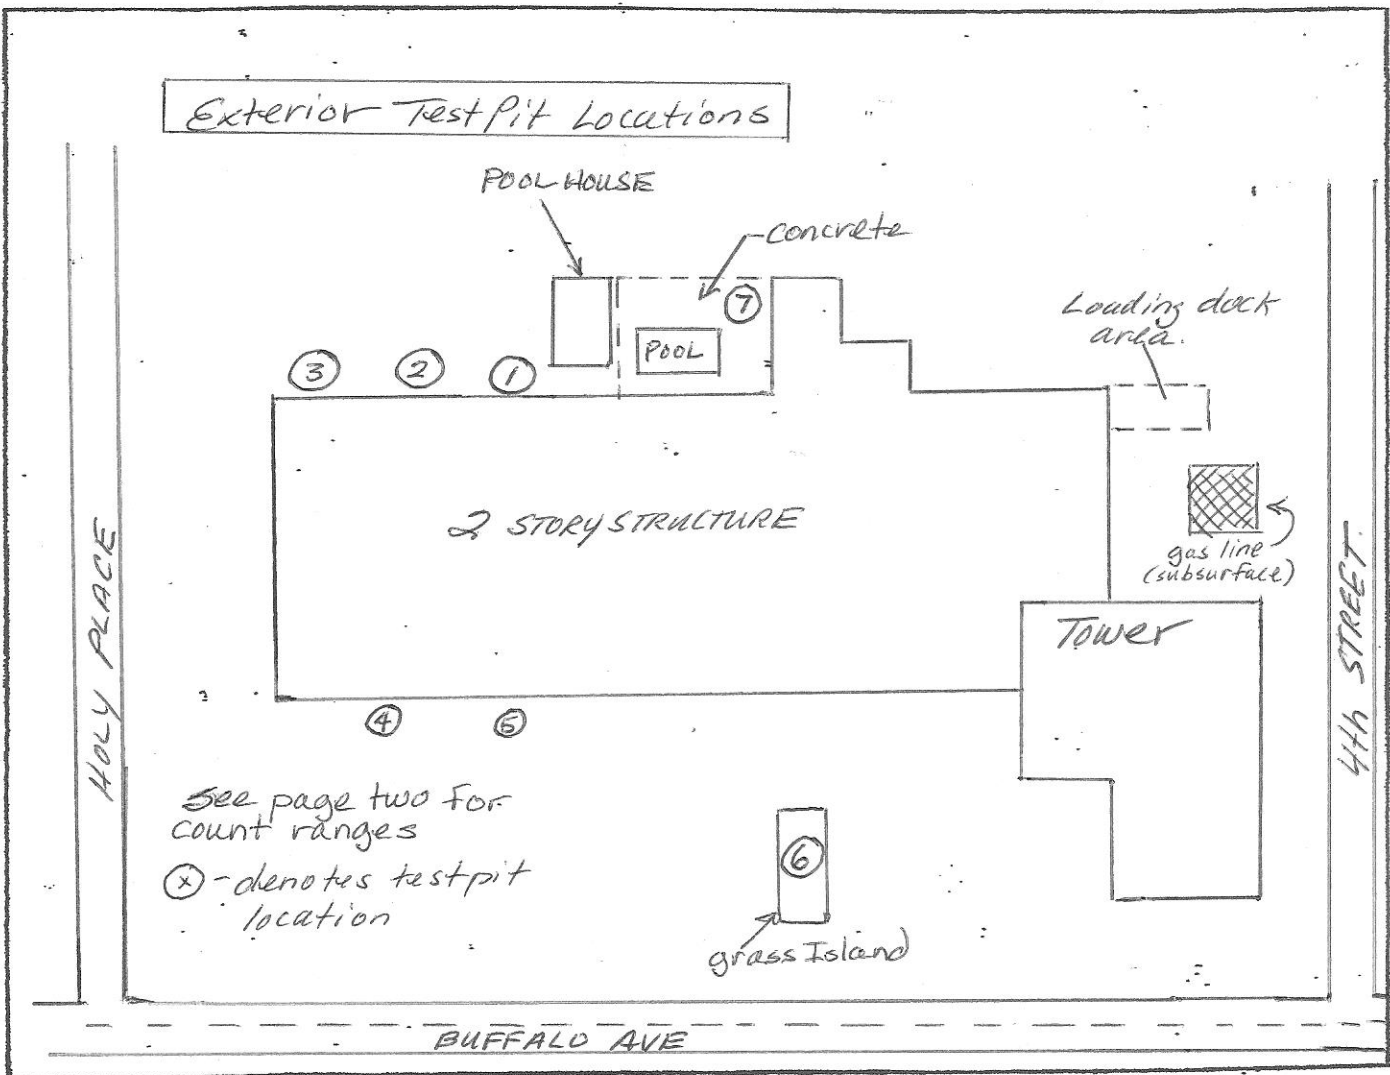 Exterior Test Pit Locations
POOL HOUSE
concrete
7
Loading dock
area.
POOL
3
2
1
2 STORY STRUCTURE
gas line
(subsurface)
HOLY PLACE
Tower
4th STREET
4
5
see page two for
count ranges
6
x - denotes testpit
location
grass Island
BUFFALO AVE